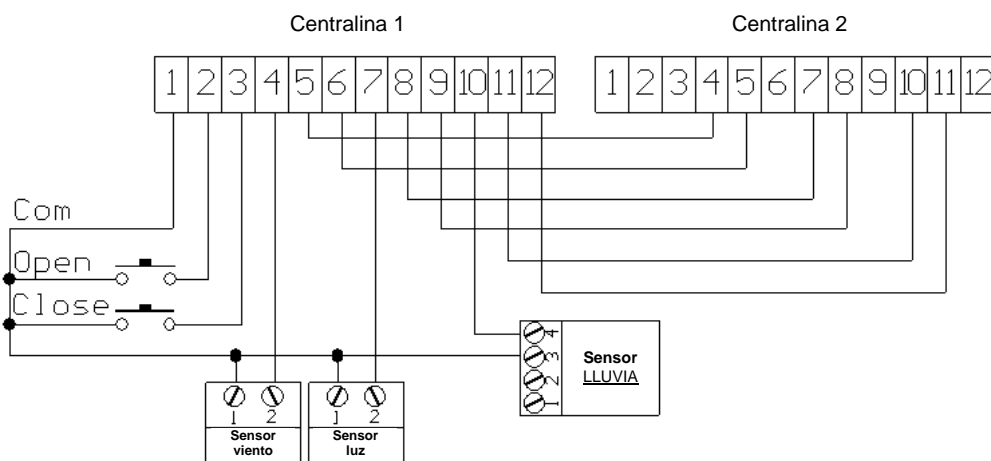 Centralina 1
Centralina 2
1 2 3 4 5 6 7 8 9 10 11 12
1 2 3 4 5 6 7 8 9 10 11 12
Com
Open
Close
4
3
2
1
Sensor
LLUVIA
1 2
Sensor
viento
1 2
Sensor
luz